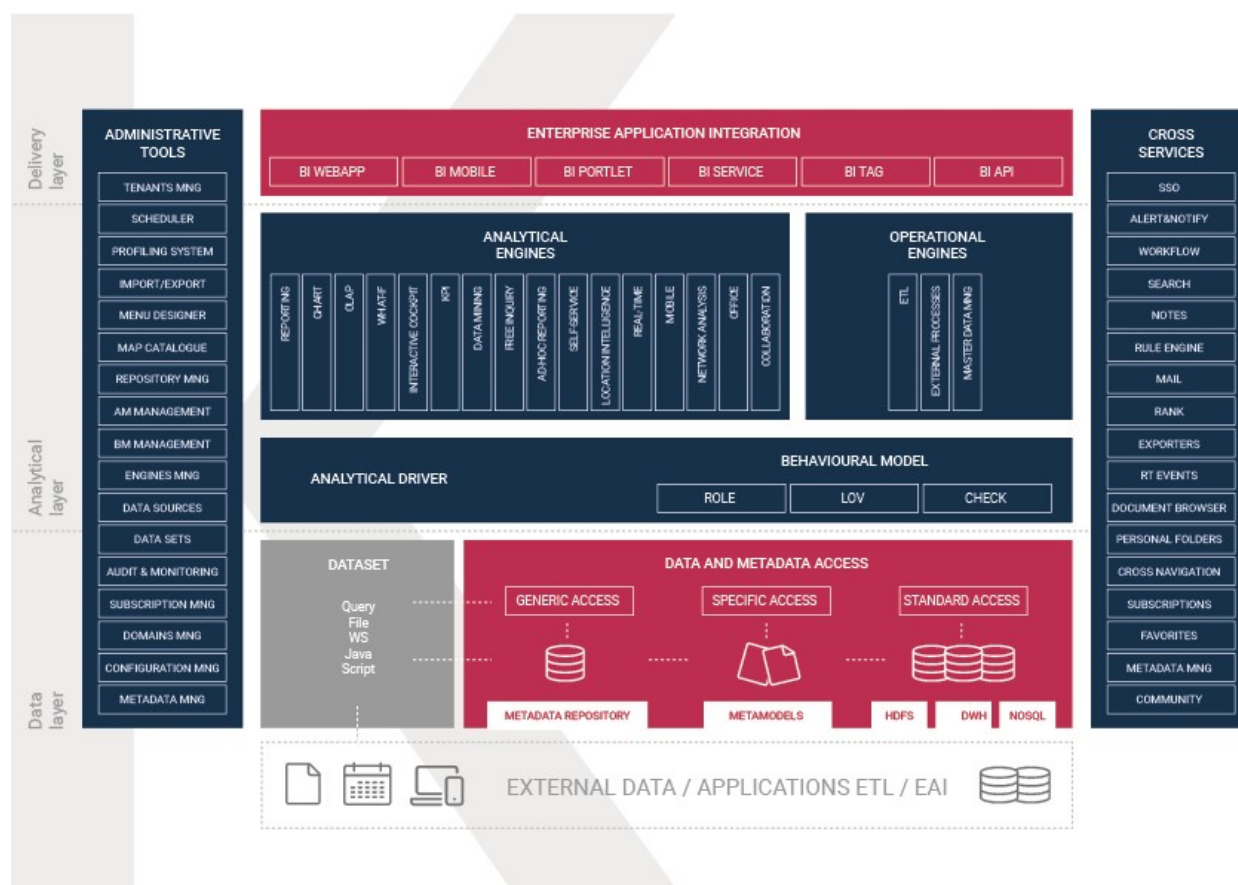 Delivery
layer
ADMINISTRATIVE
TOOLS
TENANTS MNG
SCHEDULER
PROFILING SYSTEM
IMPORT/EXPORT
MENU DESIGNER
MAP CATALOGUE
REPOSITORY MNG
AM MANAGEMENT
BM MANAGEMENT
ENGINES MNG
DATA SOURCES
DATA SETS
AUDIT & MONITORING
SUBSCRIPTION MNG
DOMAINS MNG
CONFIGURATION MNG
METADATA MNG
ENTERPRISE APPLICATION INTEGRATION
BI WEBAPP
BI MOBILE
BI PORTLET
BI SERVICE
BI TAG
BI API
Analytical
layer
ANALYTICAL
ENGINES
REPORTING
CHART
OLAP
WHAT-IF
INTERACTIVE COCKPIT
KPI
DATA MINING
FREE INQUIRY
AD-HOC REPORTING
SELF-SERVICE
LOCATION INTELLIGENCE
REAL-TIME
MOBILE
NETWORK ANALYSIS
OFFICE
COLLABORATION
OPERATIONAL
ENGINES
ETL
EXTERNAL PROCESSES
MASTER DATA MNG
ANALYTICAL DRIVER
BEHAVIOURAL MODEL
ROLE
LOV
CHECK
Data
layer
DATASET
Query
File
WS
Java
Script
DATA AND METADATA ACCESS
GENERIC ACCESS
SPECIFIC ACCESS
STANDARD ACCESS
METADATA REPOSITORY
METAMODELS
HDFS
DWH
NOSQL
EXTERNAL DATA / APPLICATIONS ETL / EAI
CROSS
SERVICES
SSO
ALERT&NOTIFY
WORKFLOW
SEARCH
NOTES
RULE ENGINE
MAIL
RANK
EXPORTERS
RT EVENTS
DOCUMENT BROWSER
PERSONAL FOLDERS
CROSS NAVIGATION
SUBSCRIPTIONS
FAVORITES
METADATA MNG
COMMUNITY